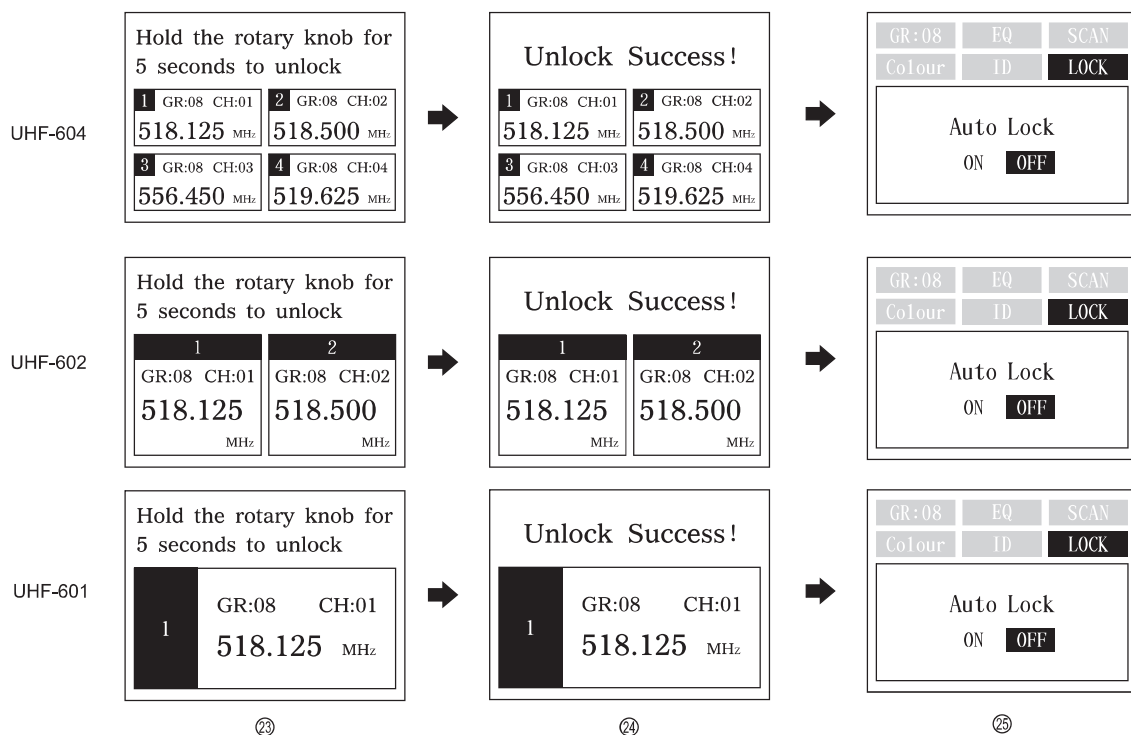 UHF-604
Hold the rotary knob for
5 seconds to unlock
1 GR:08 CH:01
518.125 MHz
2 GR:08 CH:02
518.500 MHz
3 GR:08 CH:03
556.450 MHz
4 GR:08 CH:04
519.625 MHz
Unlock Success!
1 GR:08 CH:01
518.125 MHz
2 GR:08 CH:02
518.500 MHz
3 GR:08 CH:03
556.450 MHz
4 GR:08 CH:04
519.625 MHz
GR:08 EQ SCAN
Colour ID LOCK
Auto Lock
ON OFF
UHF-602
Hold the rotary knob for
5 seconds to unlock
1
GR:08 CH:01
518.125
MHz
2
GR:08 CH:02
518.500
MHz
Unlock Success!
1
GR:08 CH:01
518.125
MHz
2
GR:08 CH:02
518.500
MHz
GR:08 EQ SCAN
Colour ID LOCK
Auto Lock
ON OFF
UHF-601
Hold the rotary knob for
5 seconds to unlock
1
GR:08 CH:01
518.125 MHz
Unlock Success!
1
GR:08 CH:01
518.125 MHz
GR:08 EQ SCAN
Colour ID LOCK
Auto Lock
ON OFF
㉓ ㉔ ㉕